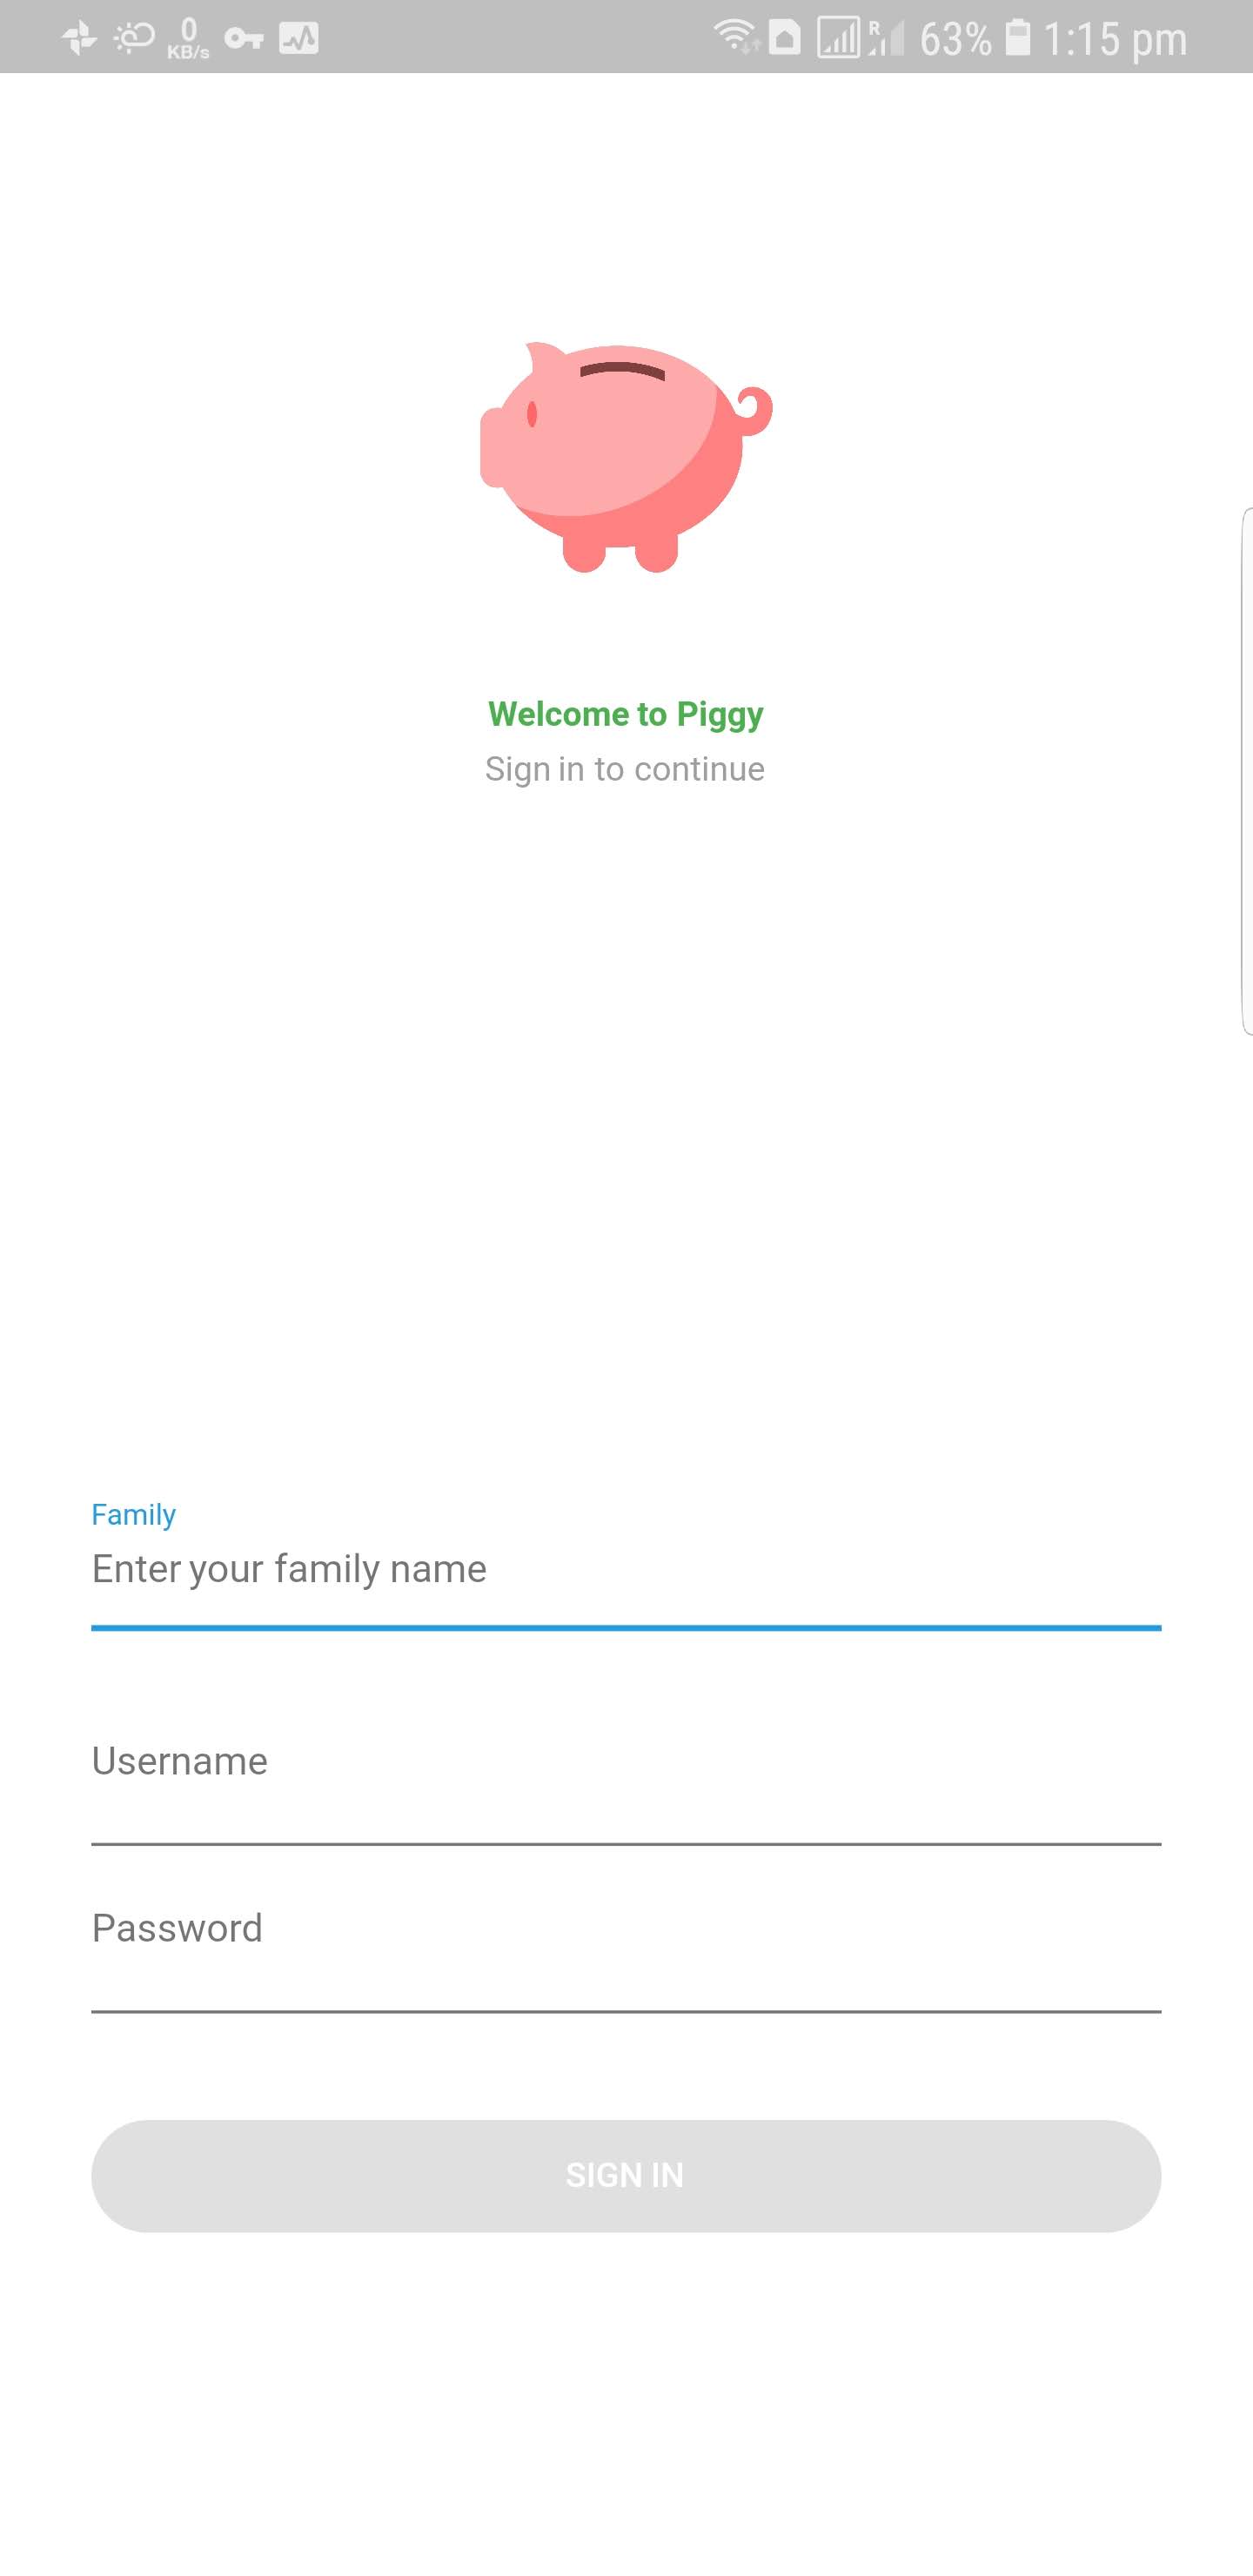 0
KB/s
R
63%
1:15 pm
Welcome to Piggy
Sign in to continue
Family
Enter your family name
Username
Password
SIGN IN